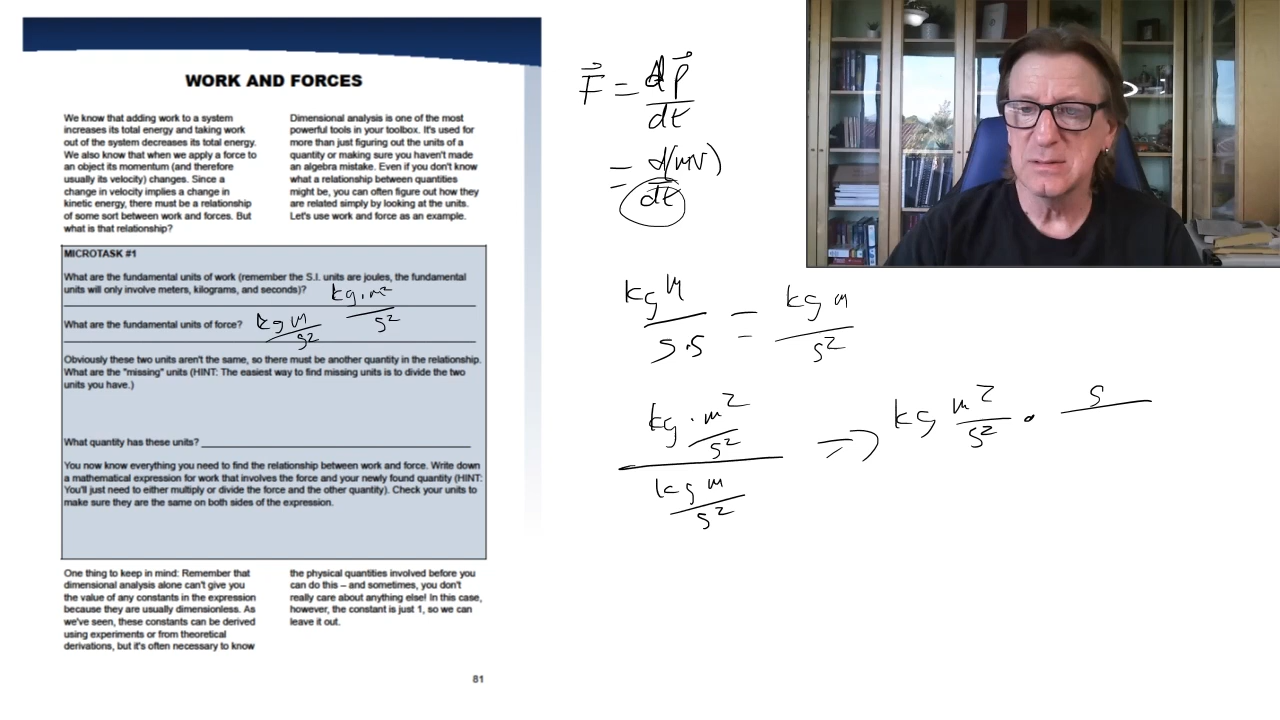 WORK AND FORCES
We know that adding work to a system
increases its total energy and taking work
out of the system decreases its total energy.
We also know that when we apply a force to
an object its momentum (and therefore
usually its velocity) changes. Since a
change in velocity implies a change in
kinetic energy, there must be a relationship
of some sort between work and forces. But
what is that relationship?
Dimensional analysis is one of the most
powerful tools in your toolbox. It's used for
more than just figuring out the units of a
quantity or making sure you haven't made
an algebra mistake. Even if you don't know
what a relationship between quantities
might be, you can often figure out how they
are related simply by looking at the units.
Let's use work and force as an example.
MICROTASK #1
What are the fundamental units of work (remember the S.I. units are joules, the fundamental
units will only involve meters, kilograms, and seconds)? kg·m²/s²
What are the fundamental units of force? kg m/s²
Obviously these two units aren't the same, so there must be another quantity in the relationship.
What are the "missing" units (HINT: The easiest way to find missing units is to divide the two
units you have.)
What quantity has these units?
You now know everything you need to find the relationship between work and force. Write down
a mathematical expression for work that involves the force and your newly found quantity (HINT:
You'll just need to either multiply or divide the force and the other quantity). Check your units to
make sure they are the same on both sides of the expression.
One thing to keep in mind: Remember that
dimensional analysis alone can't give you
the value of any constants in the expression
because they are usually dimensionless. As
we've seen, these constants can be derived
using experiments or from theoretical
derivations, but it's often necessary to know
the physical quantities involved before you
can do this – and sometimes, you don't
really care about anything else! In this case,
however, the constant is just 1, so we can
leave it out.
81
F⃗ = dp⃗/dt
= d(mv)/dt
kg m/s·s = kg m/s²
kg·m²/s² / kg m/s² ⇒ kg m²/s² · s